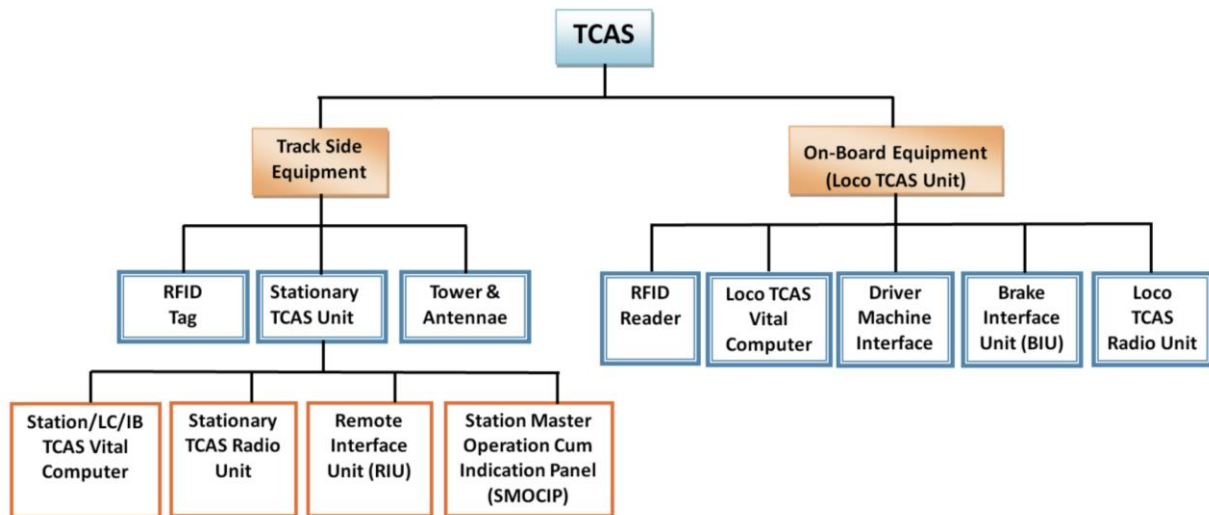 TCAS
Track Side
Equipment
On-Board Equipment
(Loco TCAS Unit)
RFID
Tag
Stationary
TCAS Unit
Tower &
Antennae
RFID
Reader
Loco TCAS
Vital
Computer
Driver
Machine
Interface
Brake
Interface
Unit (BIU)
Loco
TCAS
Radio Unit
Station/LC/IB
TCAS Vital
Computer
Stationary
TCAS Radio
Unit
Remote
Interface
Unit (RIU)
Station Master
Operation Cum
Indication Panel
(SMOCIP)